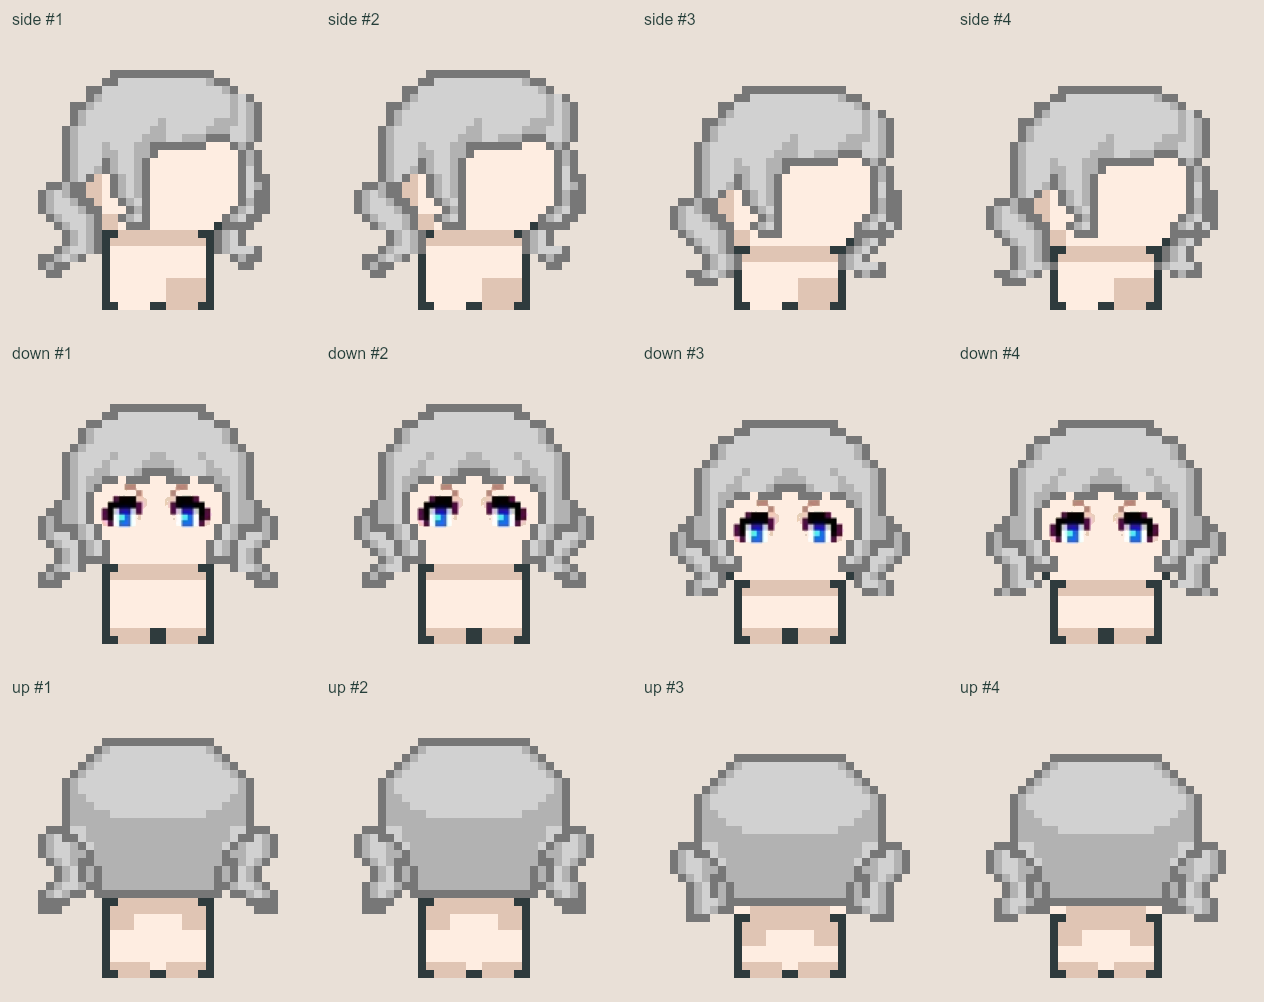 side #1
side #2
side #3
side #4
down #1
down #2
down #3
down #4
up #1
up #2
up #3
up #4